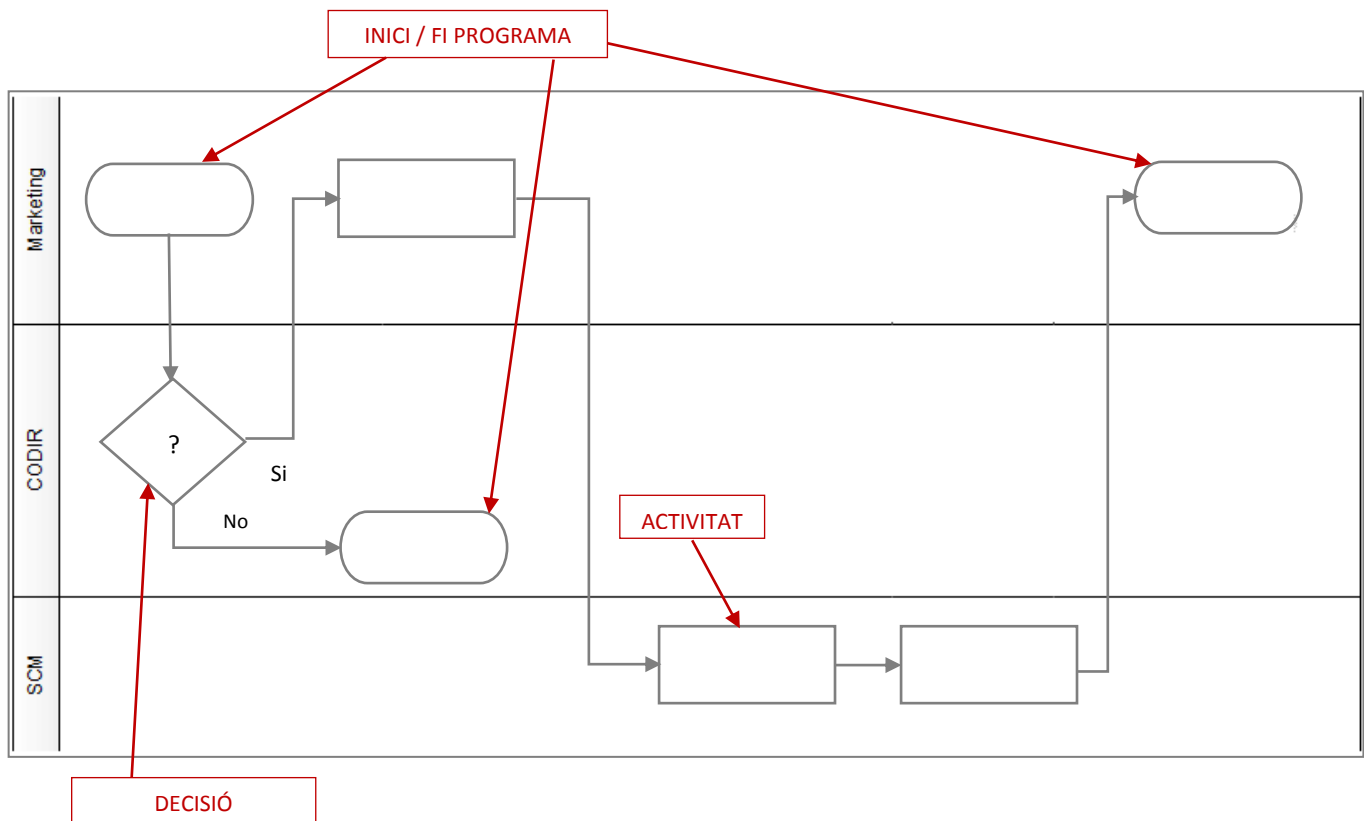 INICI / FI PROGRAMA
Marketing
CODIR
?
Si
No
ACTIVITAT
SCM
DECISIÓ